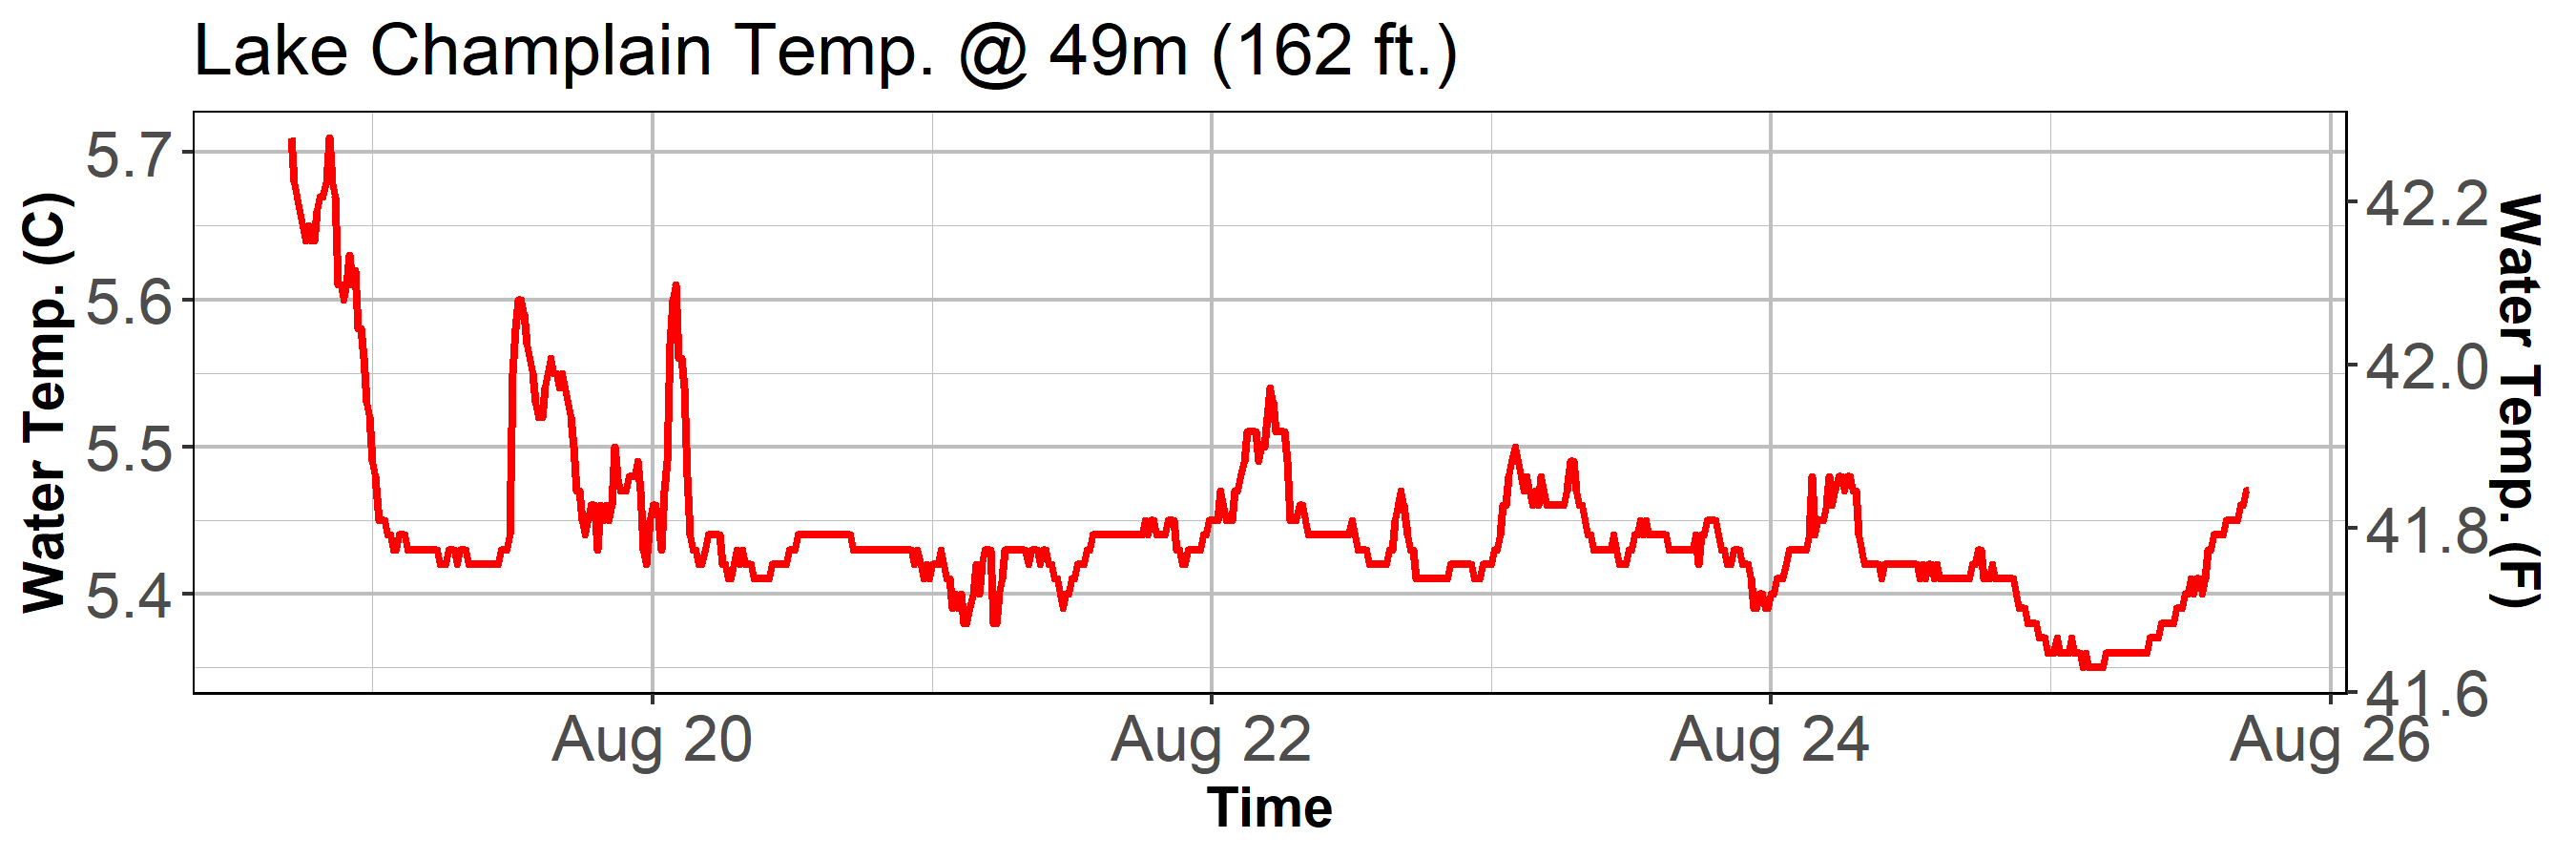 Lake Champlain Temp. @ 49m (162 ft.)
Water Temp. (C)
5.7
5.6
5.5
5.4
42.2
42.0
41.8
41.6
Water Temp. (F)
Aug 20 Aug 22 Aug 24 Aug 26
Time